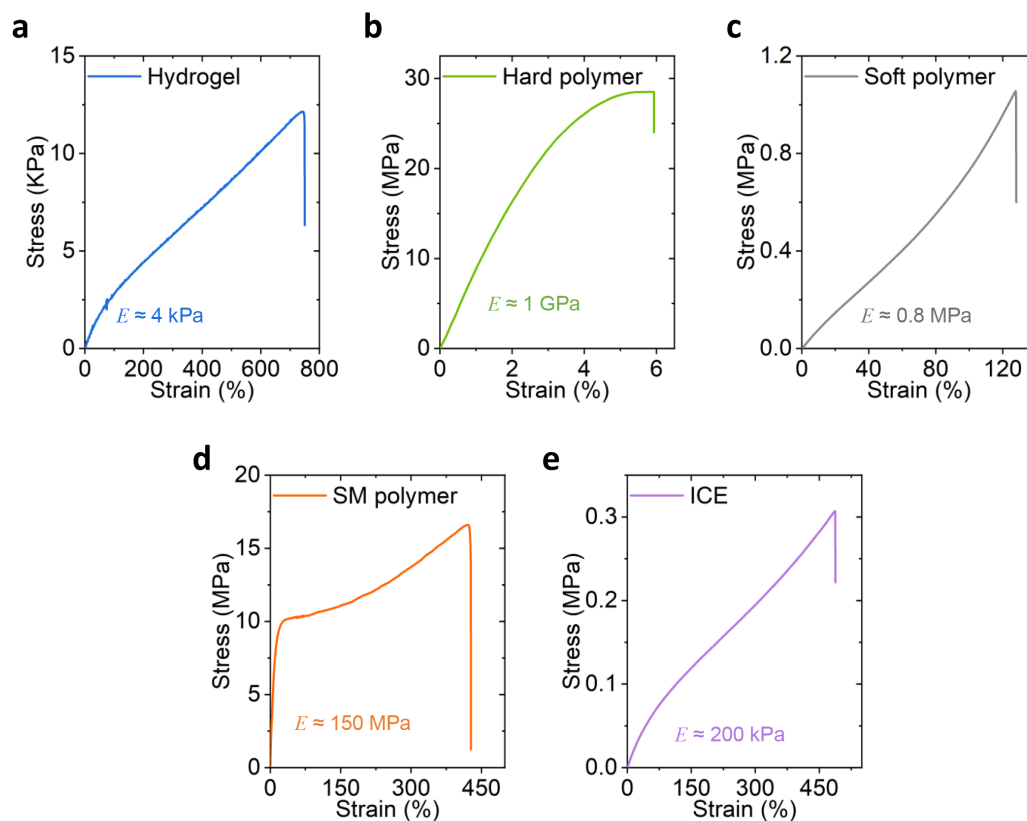 a
15
Hydrogel
10
5
0
Stress (KPa)
E ≈ 4 kPa
0 200 400 600 800
Strain (%)
b
30
Hard polymer
20
10
0
Stress (MPa)
E ≈ 1 GPa
0 2 4 6
Strain (%)
c
1.2
Soft polymer
0.8
0.4
0.0
Stress (MPa)
E ≈ 0.8 MPa
0 40 80 120
Strain (%)
d
20
SM polymer
15
10
5
0
Stress (MPa)
E ≈ 150 MPa
0 150 300 450
Strain (%)
e
ICE
0.3
0.2
0.1
0.0
Stress (MPa)
E ≈ 200 kPa
0 150 300 450
Strain (%)